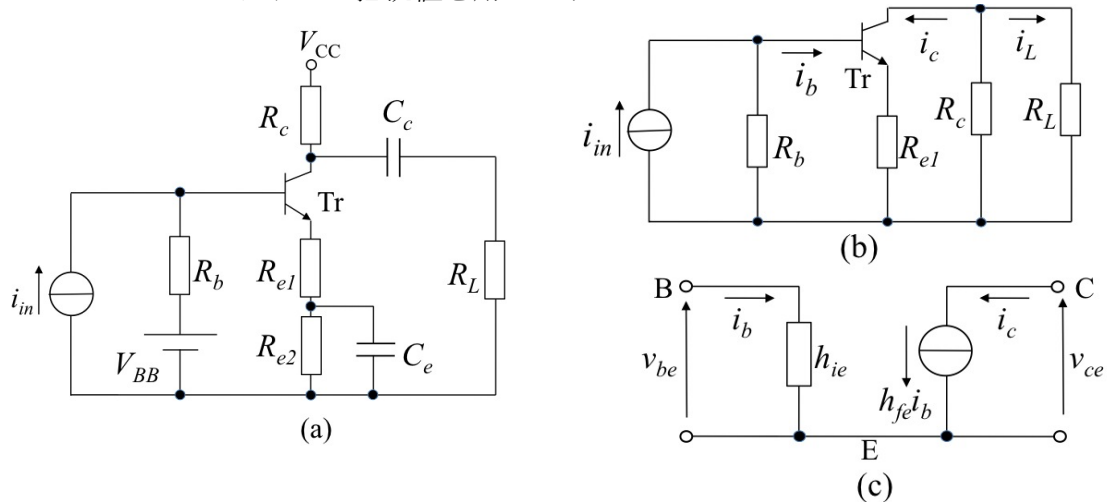 V_CC
R_c
C_c
Tr
i_in
R_b
R_e1
R_L
V_BB
R_e2
C_e
(a)
i_in
i_b
Tr
i_c
i_L
R_b
R_e1
R_c
R_L
(b)
B
i_b
i_c
C
v_be
h_ie
h_fe i_b
v_ce
E
(c)